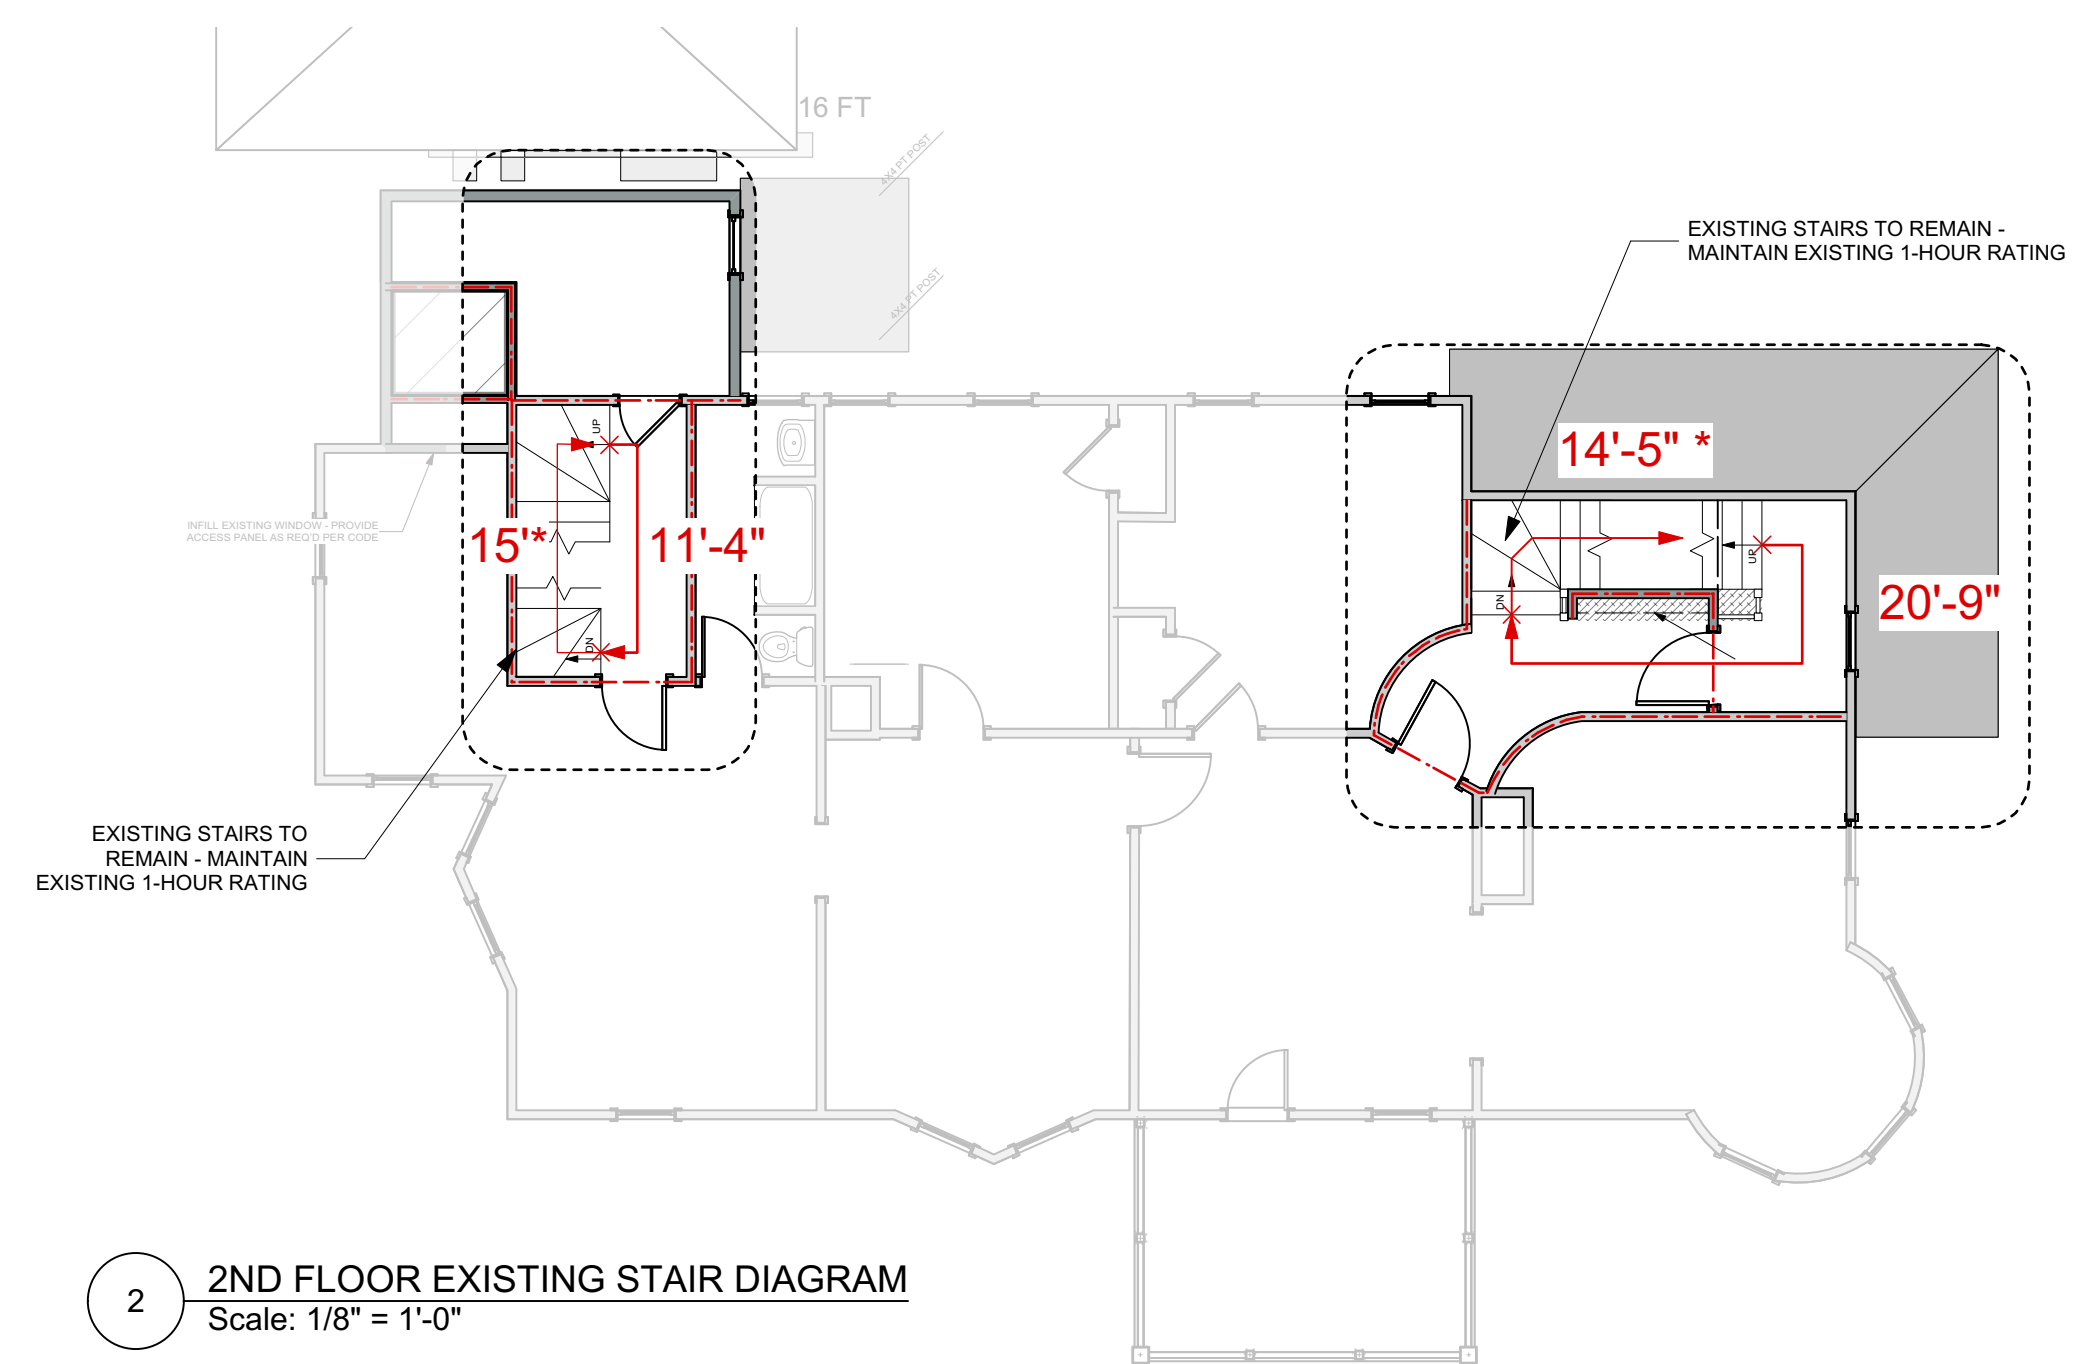 16 FT
4X4 PT POST
4X4 PT POST
EXISTING STAIRS TO REMAIN -
MAINTAIN EXISTING 1-HOUR RATING
14'-5" *
UP
UP
15'*
11'-4"
INFILL EXISTING WINDOW - PROVIDE
ACCESS PANEL AS REQ'D PER CODE
20'-9"
DN
DN
EXISTING STAIRS TO
REMAIN - MAINTAIN
EXISTING 1-HOUR RATING
2
2ND FLOOR EXISTING STAIR DIAGRAM
Scale: 1/8" = 1'-0"